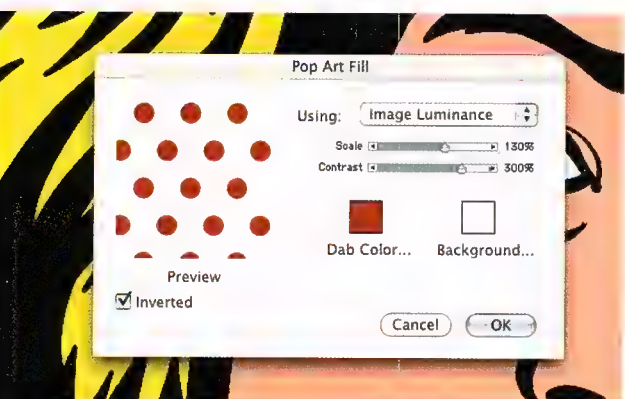 Pop Art Fill
Using: Image Luminance
Scale 130%
Contrast 300%
Dab Color... Background...
Preview
Inverted
Cancel OK